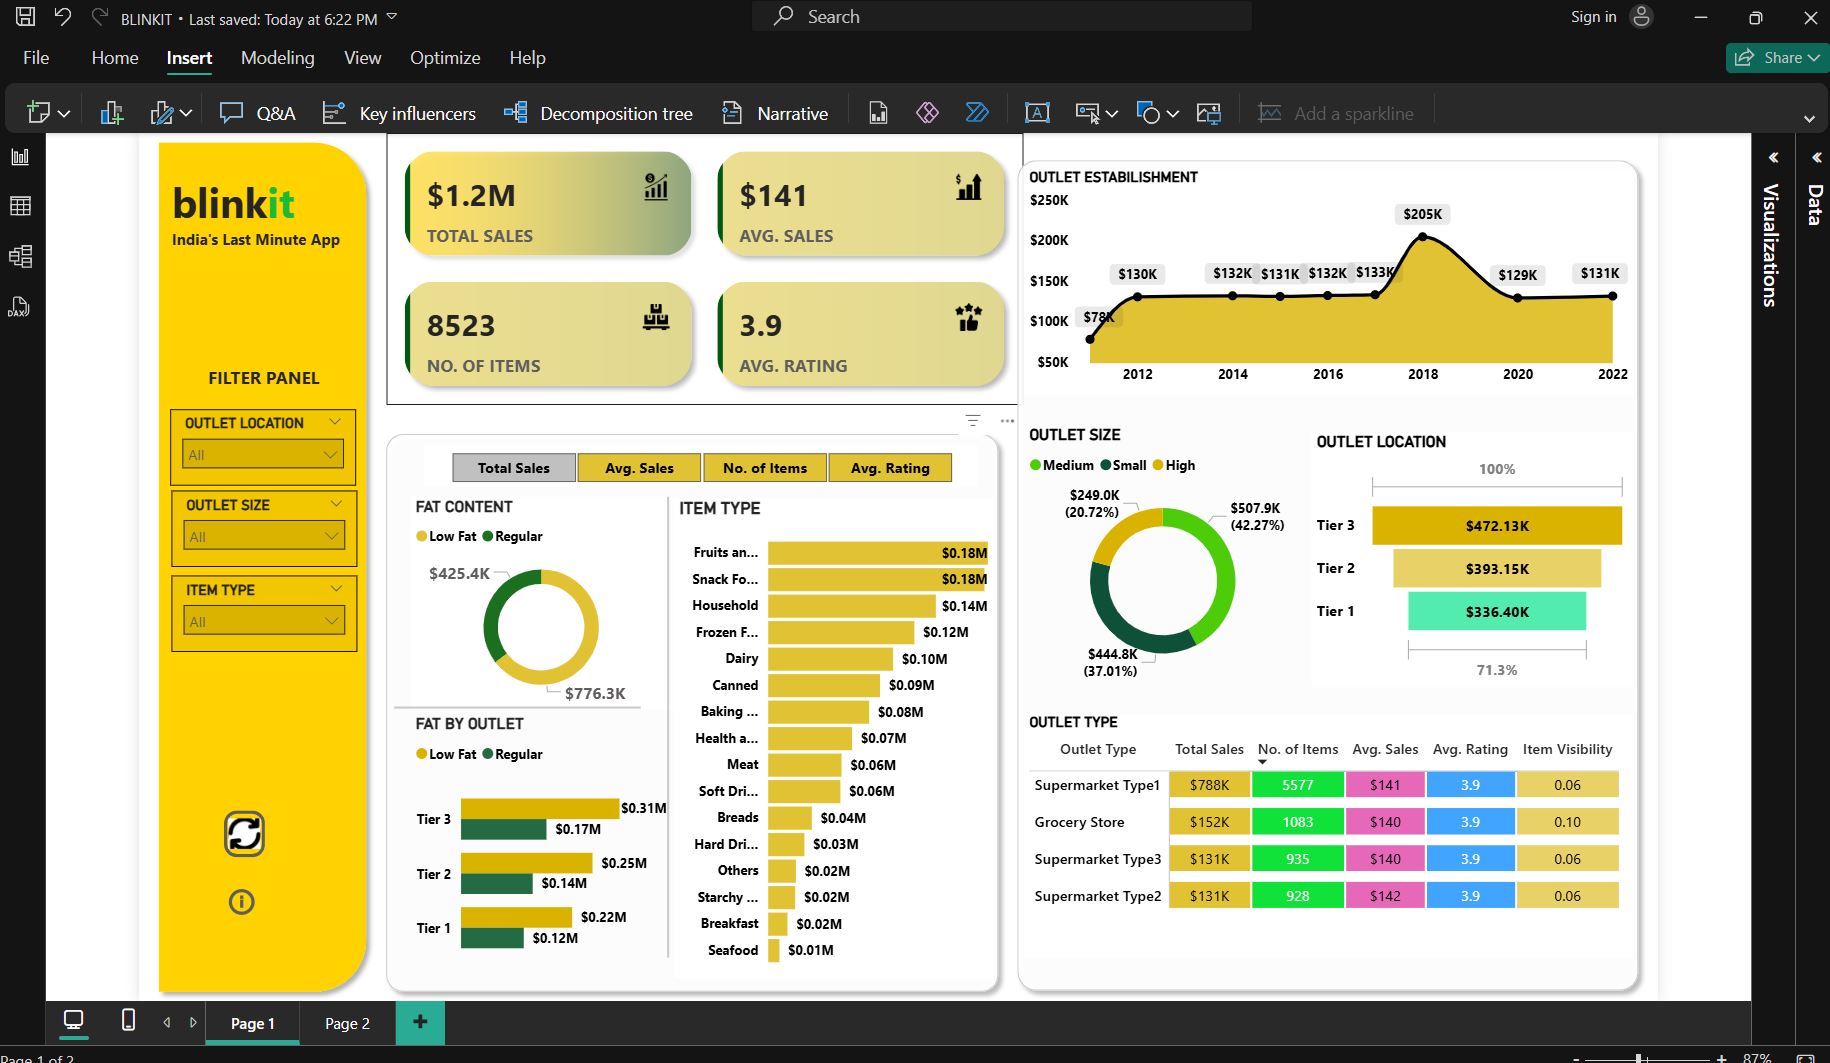 BLINKIT • Last saved: Today at 6:22 PM
Search
Sign in
File Home Insert Modeling View Optimize Help
Share
Q&A Key influencers Decomposition tree Narrative Add a sparkline
blinkit
India's Last Minute App
FILTER PANEL
OUTLET LOCATION
All
OUTLET SIZE
All
ITEM TYPE
All
$1.2M
TOTAL SALES
$141
AVG. SALES
8523
NO. OF ITEMS
3.9
AVG. RATING
Total Sales Avg. Sales No. of Items Avg. Rating
FAT CONTENT
Low Fat Regular
$425.4K
$776.3K
FAT BY OUTLET
Low Fat Regular
Tier 3 $0.31M
$0.17M
Tier 2 $0.25M
$0.14M
Tier 1 $0.22M
$0.12M
ITEM TYPE
Fruits an... $0.18M
Snack Fo... $0.18M
Household $0.14M
Frozen F... $0.12M
Dairy $0.10M
Canned $0.09M
Baking ... $0.08M
Health a... $0.07M
Meat $0.06M
Soft Dri... $0.06M
Breads $0.04M
Hard Dri... $0.03M
Others $0.02M
Starchy ... $0.02M
Breakfast $0.02M
Seafood $0.01M
OUTLET ESTABILISHMENT
$250K
$200K
$150K
$100K
$50K
$78K $130K $132K $131K $132K $133K $205K $129K $131K
2012 2014 2016 2018 2020 2022
OUTLET SIZE
Medium Small High
$249.0K
(20.72%)
$507.9K
(42.27%)
$444.8K
(37.01%)
OUTLET LOCATION
100%
Tier 3 $472.13K
Tier 2 $393.15K
Tier 1 $336.40K
71.3%
OUTLET TYPE
Outlet Type Total Sales No. of Items Avg. Sales Avg. Rating Item Visibility
Supermarket Type1 $788K 5577 $141 3.9 0.06
Grocery Store $152K 1083 $140 3.9 0.10
Supermarket Type3 $131K 935 $140 3.9 0.06
Supermarket Type2 $131K 928 $142 3.9 0.06
Visualizations
Data
DAX
Page 1 Page 2
Page 1 of 2
87%